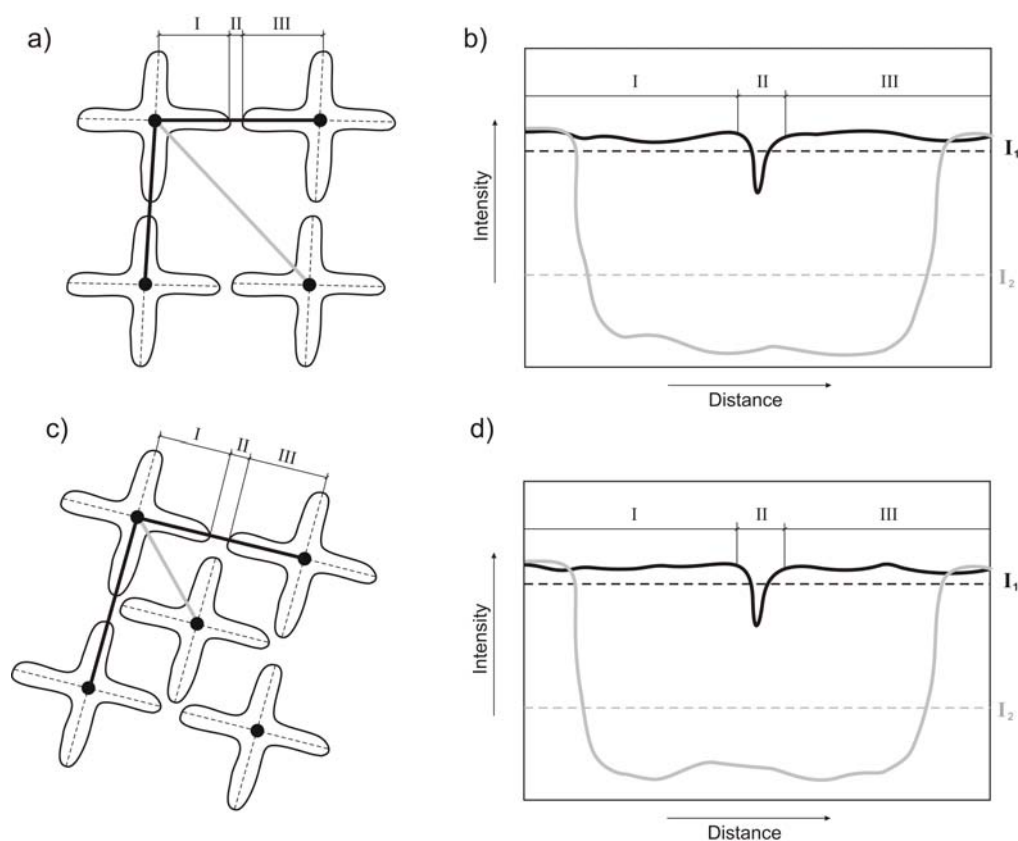 a)
I II III
b)
I II III
Intensity
I₁
I₂
Distance
c)
I II III
d)
I II III
Intensity
I₁
I₂
Distance